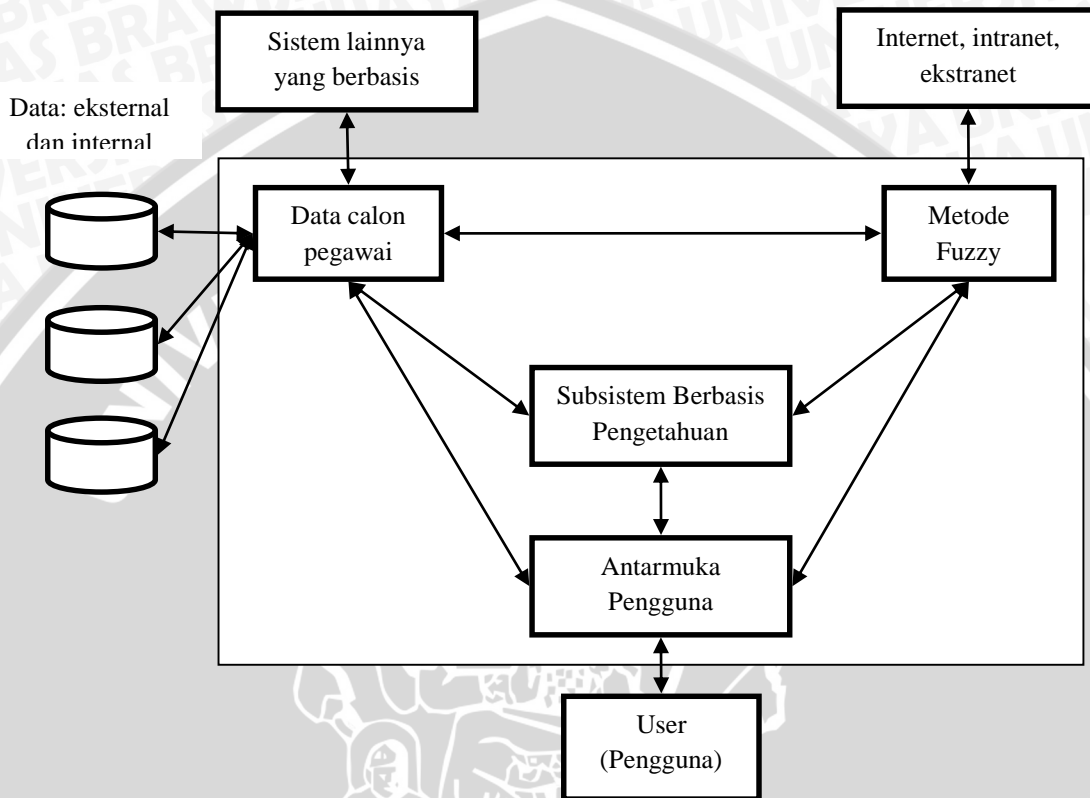 Sistem lainnya
yang berbasis
Internet, intranet,
ekstranet
Data: eksternal
dan internal
Data calon
pegawai
Metode
Fuzzy
Subsistem Berbasis
Pengetahuan
Antarmuka
Pengguna
User
(Pengguna)